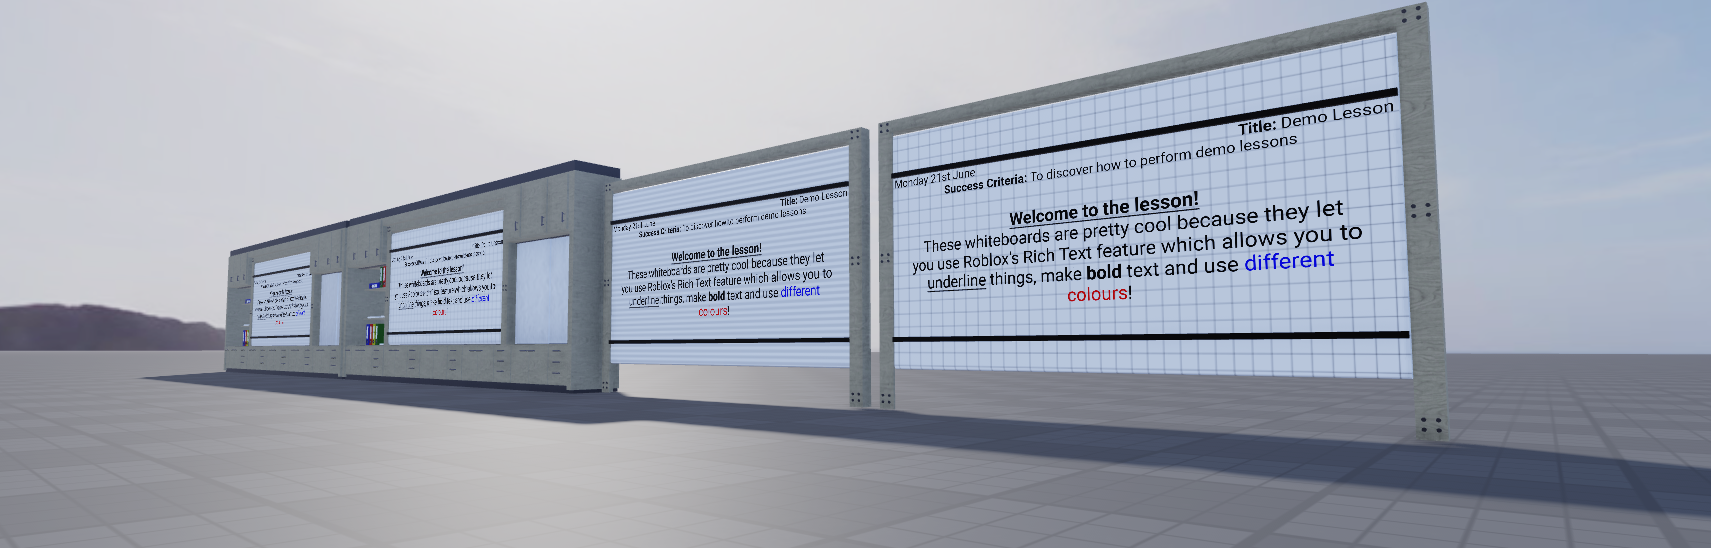 Title: Demo Lesson
Monday 21st June
Success Criteria: To discover how to perform demo lessons
Welcome to the lesson!
These whiteboards are pretty cool because they let
you use Roblox's Rich Text feature which allows you to
underline things, make bold text and use different
colours!
Title: Demo Lesson
Monday 21st June
Success Criteria: To discover how to perform demo lessons
Welcome to the lesson!
These whiteboards are pretty cool because they let
you use Roblox's Rich Text feature which allows you to
underline things, make bold text and use different
colours!
Welcome to the lesson!